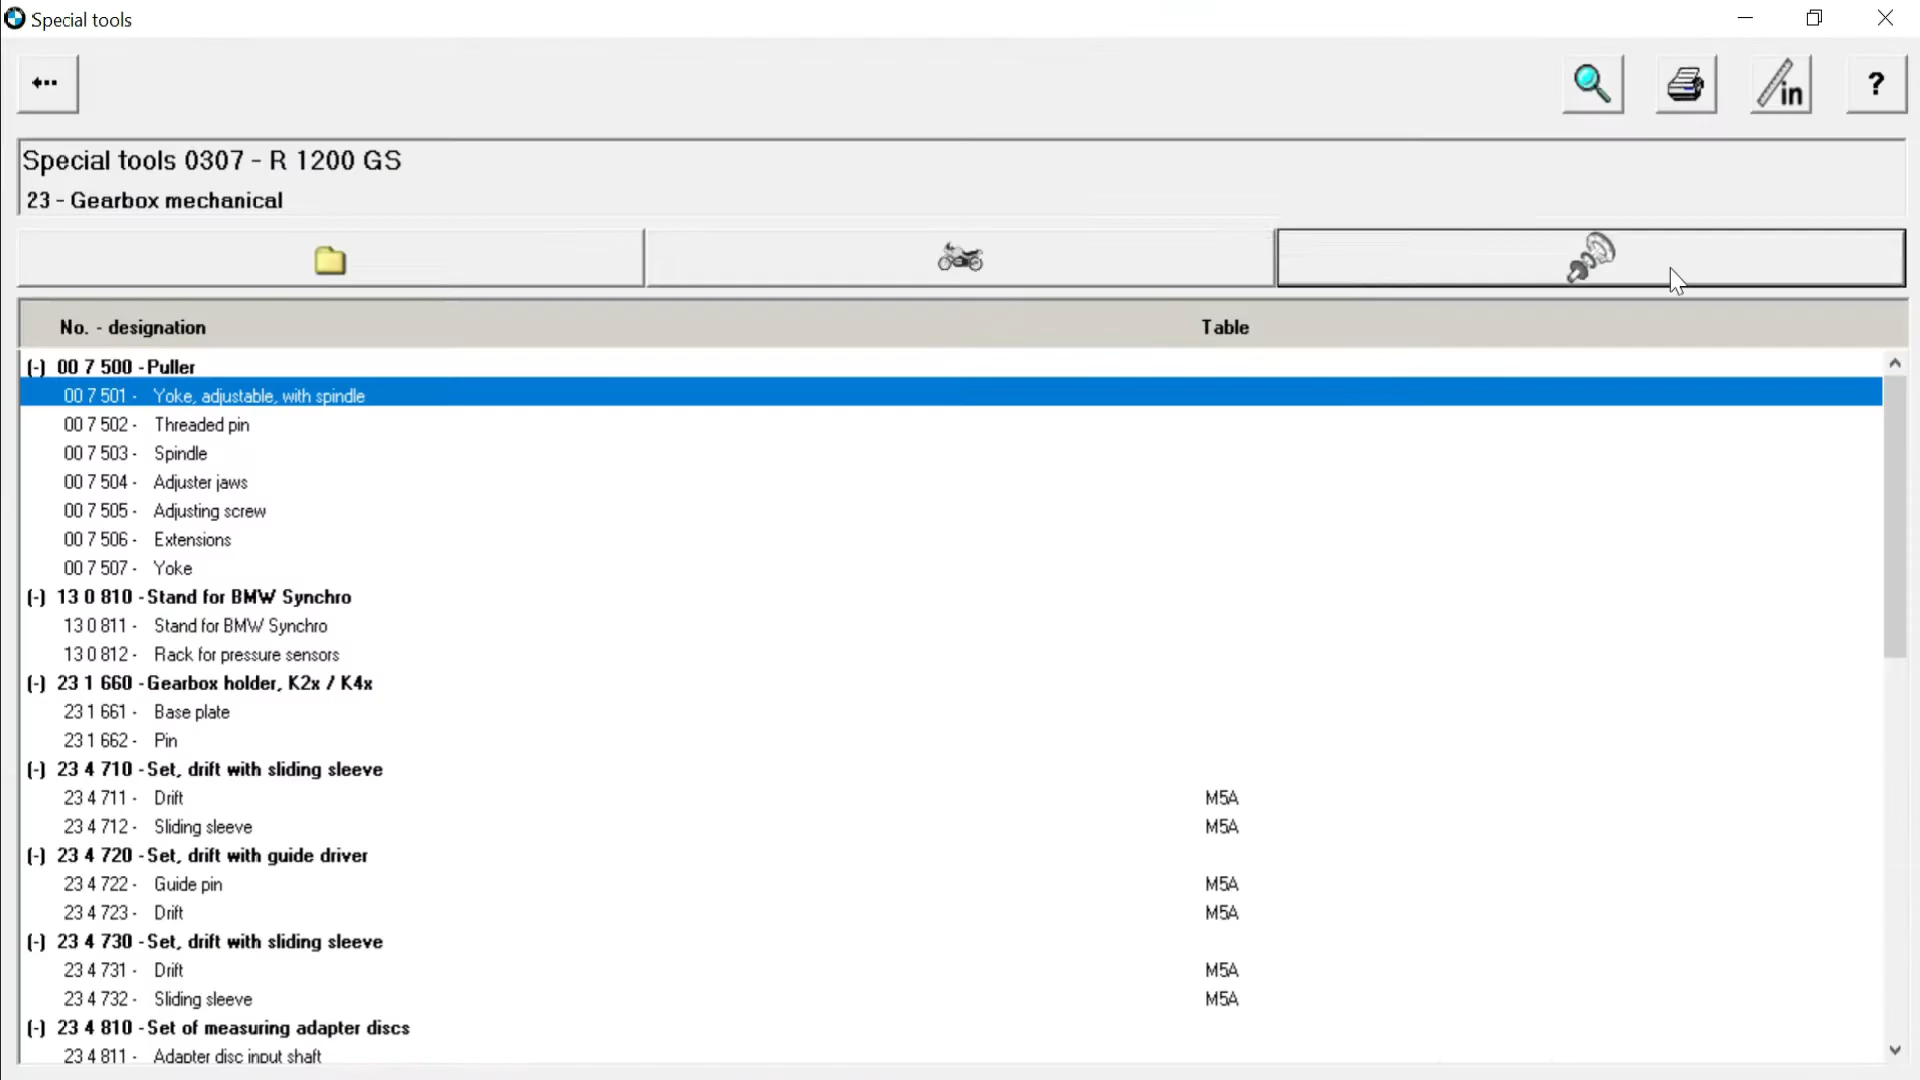 Special tools
in
?
Special tools 0307 - R 1200 GS
23 - Gearbox mechanical
No. - designation Table
(-) 00 7 500 - Puller
00 7 501 - Yoke, adjustable, with spindle
00 7 502 - Threaded pin
00 7 503 - Spindle
00 7 504 - Adjuster jaws
00 7 505 - Adjusting screw
00 7 506 - Extensions
00 7 507 - Yoke
(-) 13 0 810 - Stand for BMW Synchro
13 0 811 - Stand for BMW Synchro
13 0 812 - Rack for pressure sensors
(-) 23 1 660 - Gearbox holder, K2x / K4x
23 1 661 - Base plate
23 1 662 - Pin
(-) 23 4 710 - Set, drift with sliding sleeve
23 4 711 - Drift M5A
23 4 712 - Sliding sleeve M5A
(-) 23 4 720 - Set, drift with guide driver
23 4 722 - Guide pin M5A
23 4 723 - Drift M5A
(-) 23 4 730 - Set, drift with sliding sleeve
23 4 731 - Drift M5A
23 4 732 - Sliding sleeve M5A
(-) 23 4 810 - Set of measuring adapter discs
23 4 811 - Adapter disc input shaft